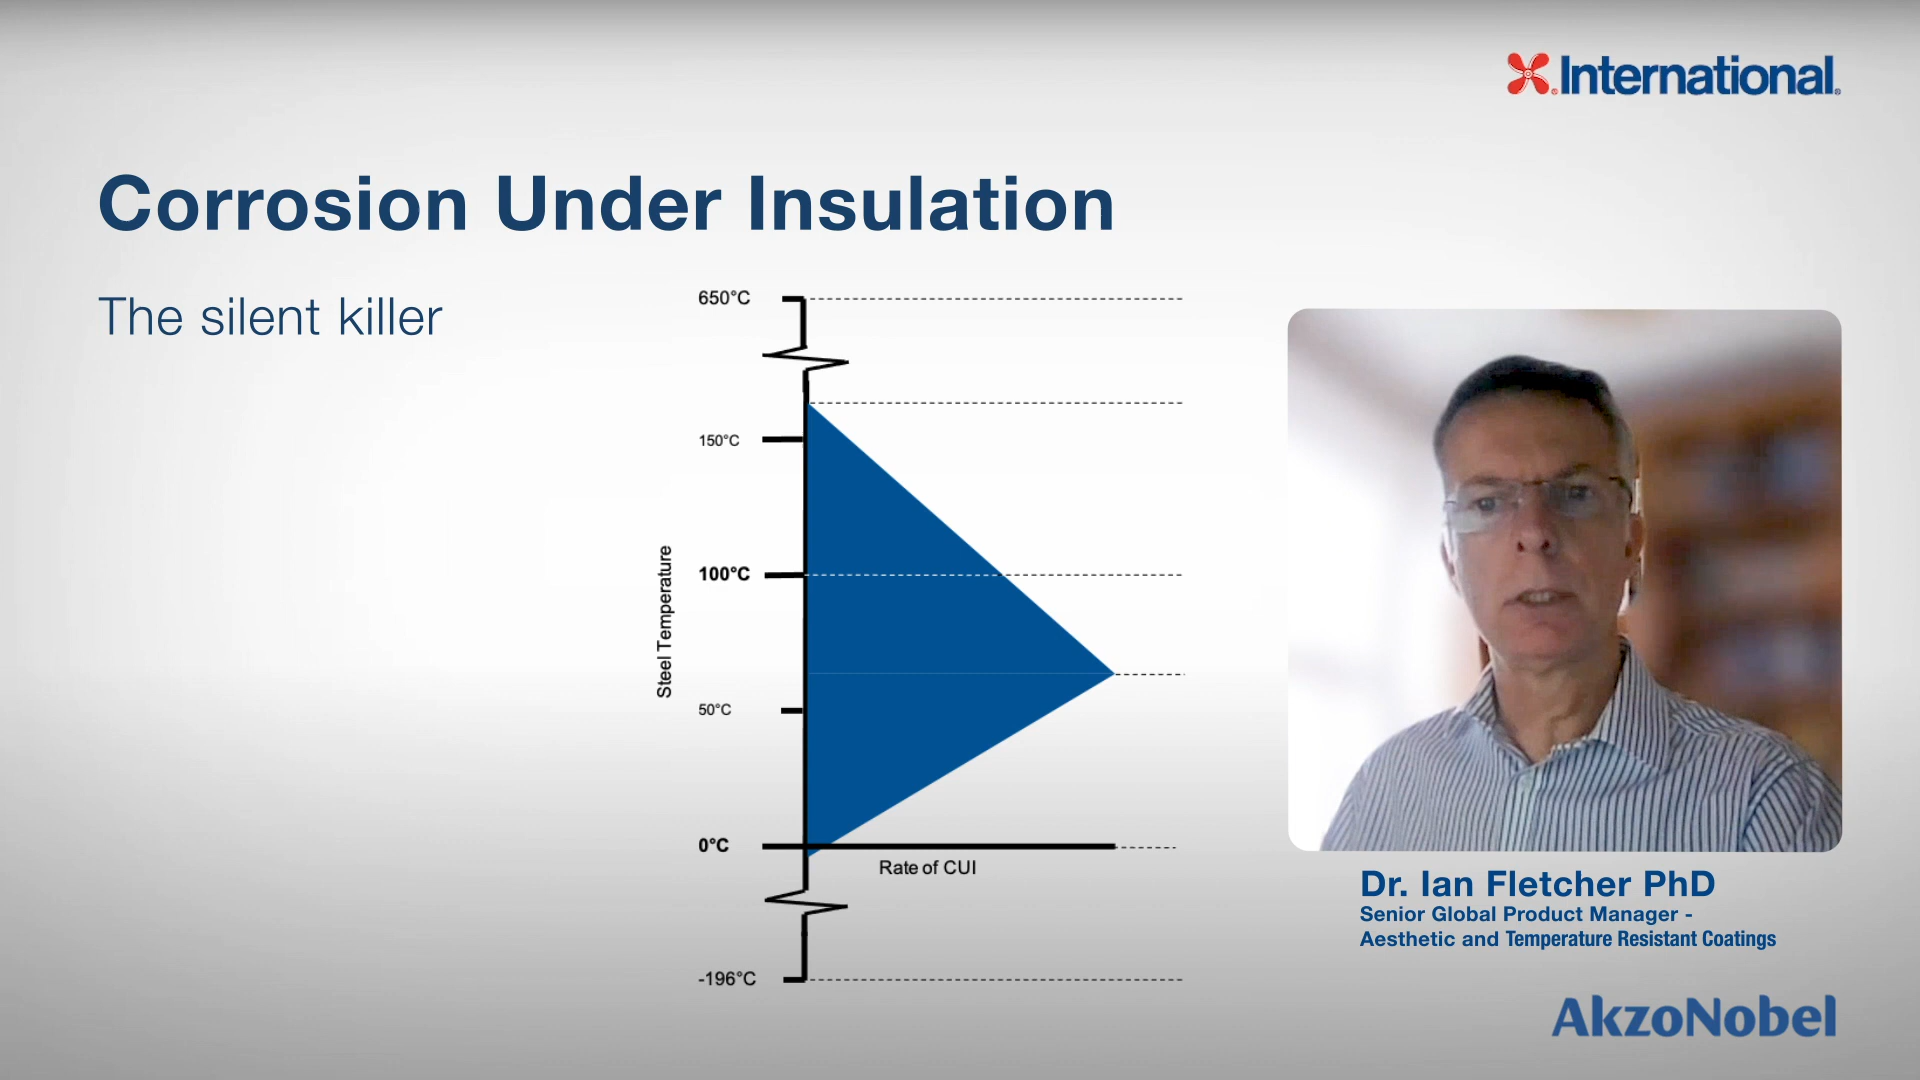 International
Corrosion Under Insulation
The silent killer
650°C
150°C
100°C
Steel Temperature
50°C
0°C
Rate of CUI
-196°C
Dr. Ian Fletcher PhD
Senior Global Product Manager -
Aesthetic and Temperature Resistant Coatings
AkzoNobel